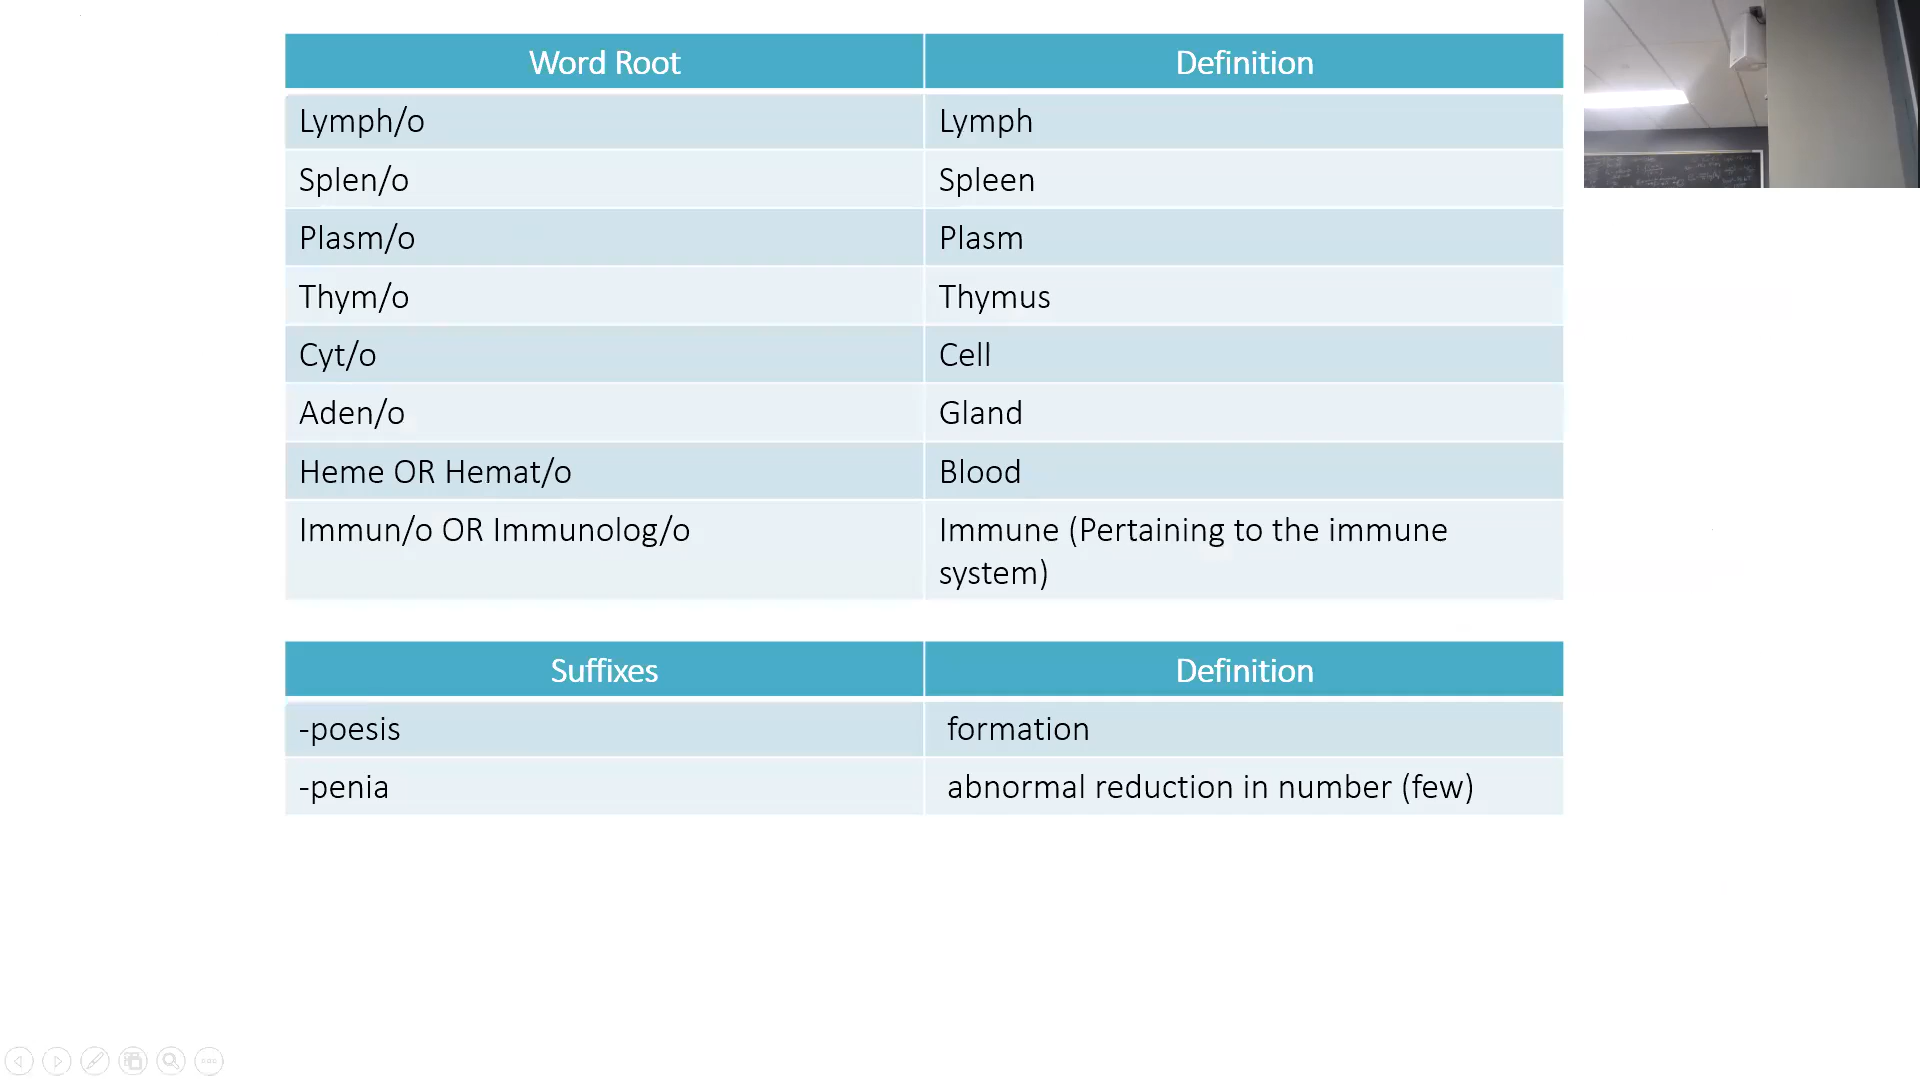 Word Root Definition
Lymph/o Lymph
Splen/o Spleen
Plasm/o Plasm
Thym/o Thymus
Cyt/o Cell
Aden/o Gland
Heme OR Hemat/o Blood
Immun/o OR Immunolog/o Immune (Pertaining to the immune
system)
Suffixes Definition
-poesis formation
-penia abnormal reduction in number (few)